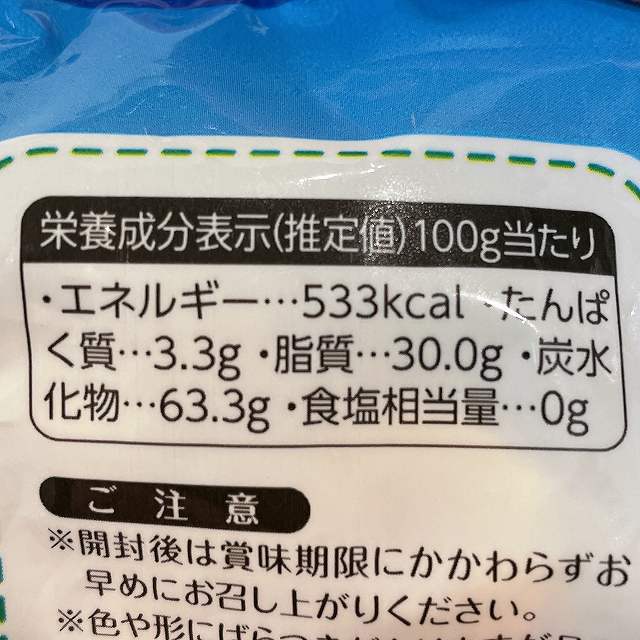 栄養成分表示(推定値)100g当たり
・エネルギー…533kcal ・たんぱ
く質…3.3g ・脂質…30.0g ・炭水
化物…63.3g ・食塩相当量…0g
ご注意
※開封後は賞味期限にかかわらずお
早めにお召し上がりください。
※色や形にばらつき